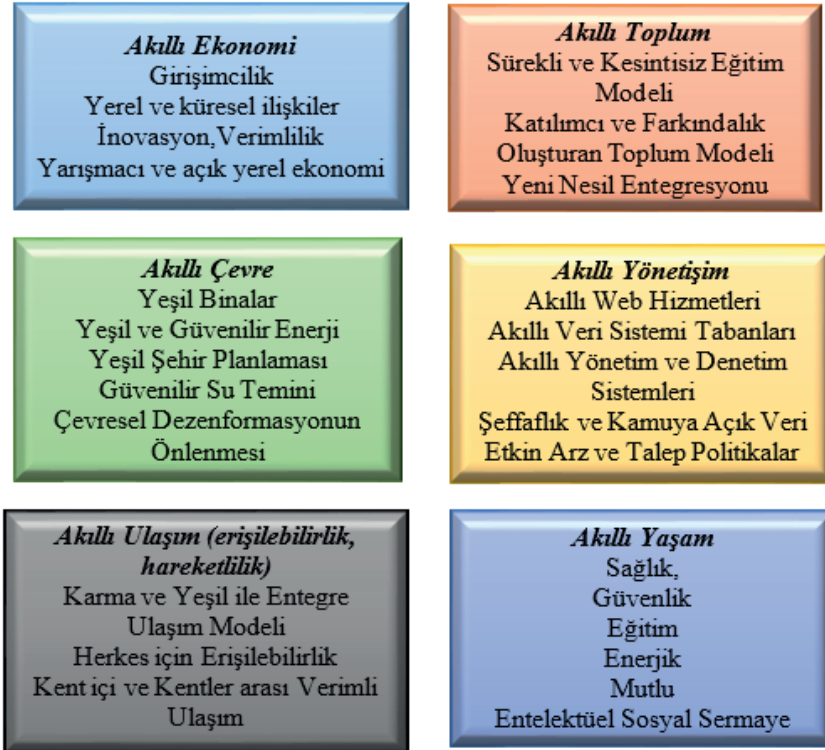 Akıllı Ekonomi
Girişimcilik
Yerel ve küresel ilişkiler
İnovasyon,Verimlilik
Yarışmacı ve açık yerel ekonomi
Akıllı Toplum
Sürekli ve Kesintisiz Eğitim
Modeli
Katılımcı ve Farkındalık
Oluşturan Toplum Modeli
Yeni Nesil Entegresyonu
Akıllı Çevre
Yeşil Binalar
Yeşil ve Güvenilir Enerji
Yeşil Şehir Planlaması
Güvenilir Su Temini
Çevresel Dezenformasyonun
Önlenmesi
Akıllı Yönetişim
Akıllı Web Hizmetleri
Akıllı Veri Sistemi Tabanları
Akıllı Yönetim ve Denetim
Sistemleri
Şeffaflık ve Kamuya Açık Veri
Etkin Arz ve Talep Politikalar
Akıllı Ulaşım (erişilebilirlik,
hareketlilik)
Karma ve Yeşil ile Entegre
Ulaşım Modeli
Herkes için Erişilebilirlik
Kent içi ve Kentler arası Verimli
Ulaşım
Akıllı Yaşam
Sağlık,
Güvenlik
Eğitim
Enerjik
Mutlu
Entelektüel Sosyal Sermaye